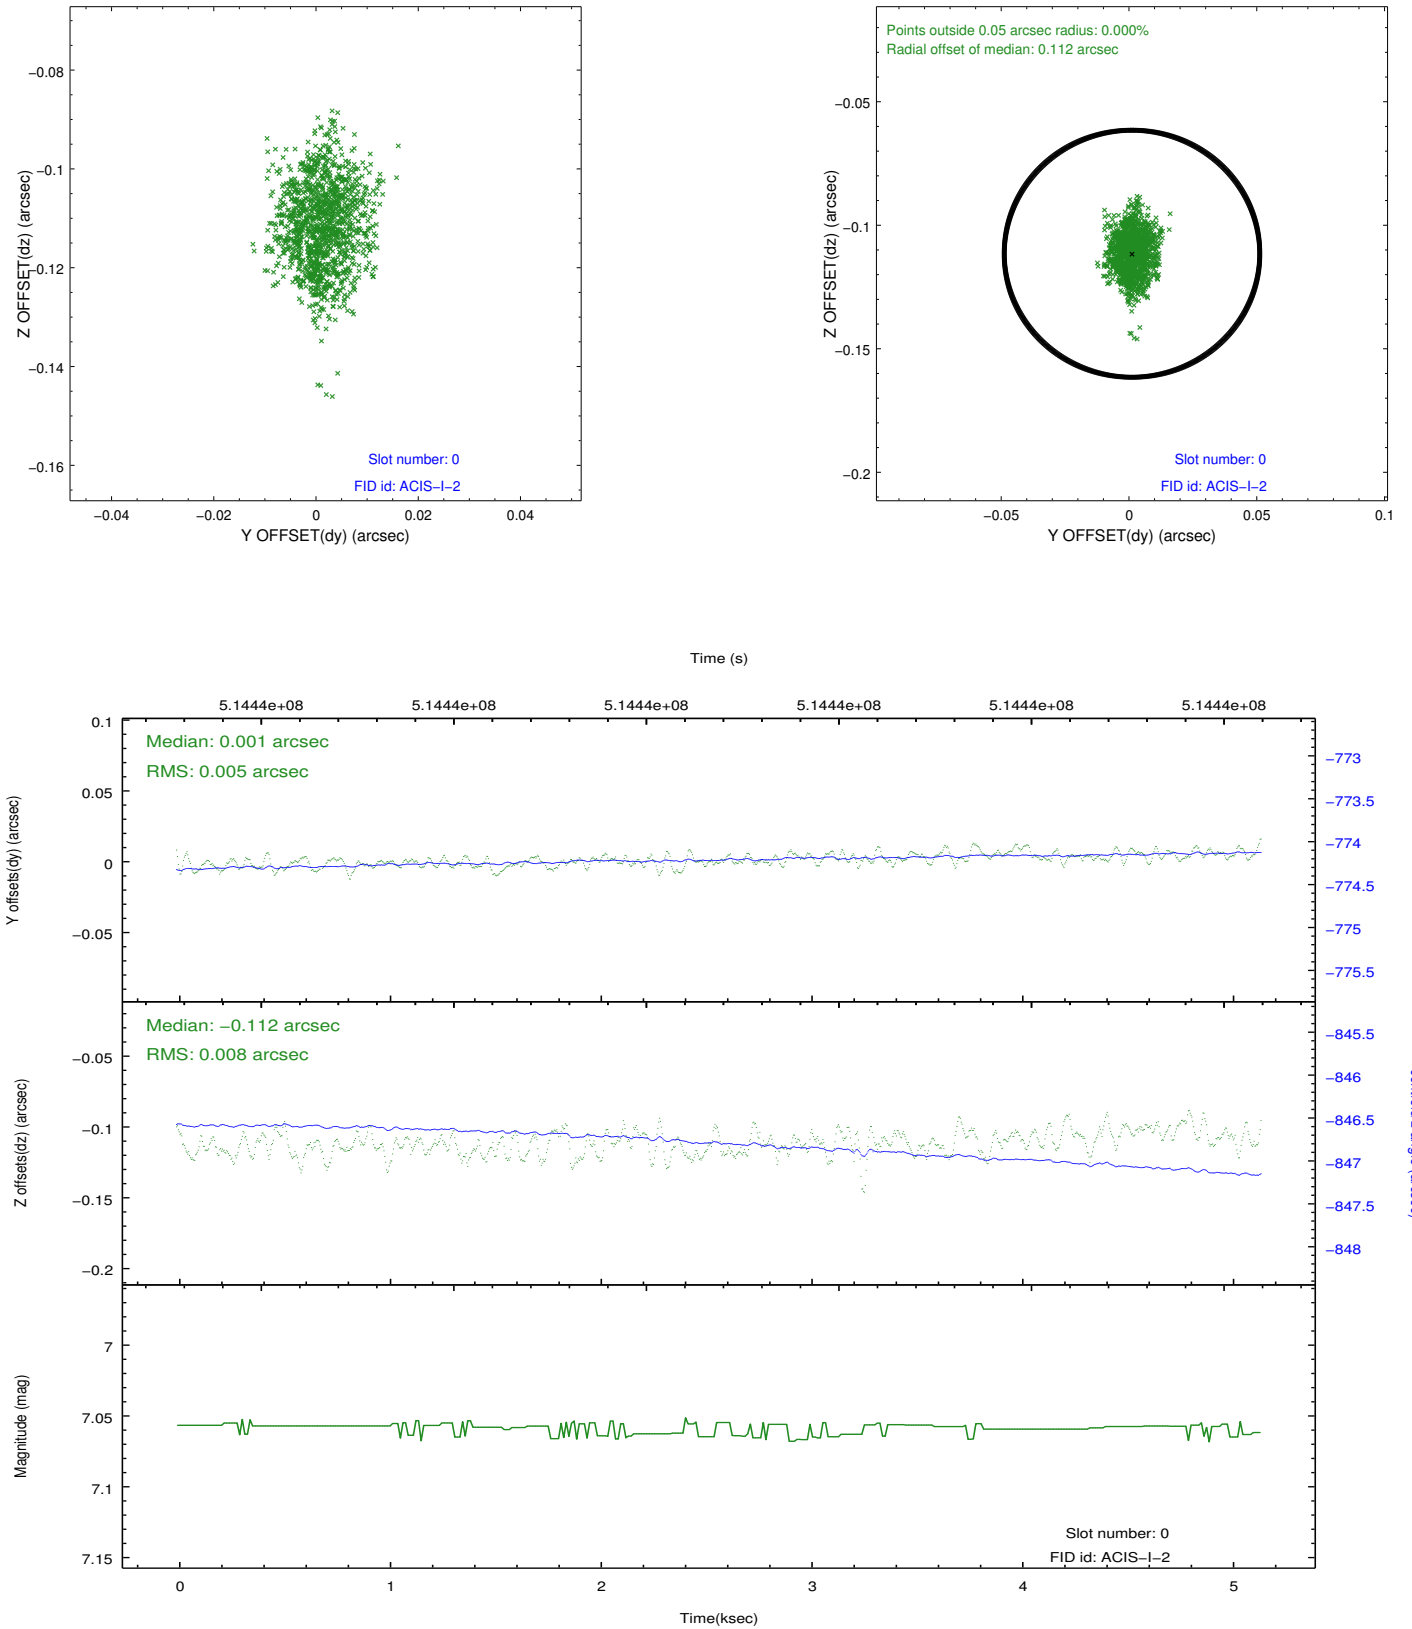 −0.08
−0.1
−0.12
−0.14
−0.16
Z OFFSET(dz) (arcsec)
Slot number: 0
FID id: ACIS−I−2
−0.04
−0.02
0
0.02
0.04
Y OFFSET(dy) (arcsec)
Points outside 0.05 arcsec radius: 0.000%
Radial offset of median: 0.112 arcsec
−0.05
−0.1
−0.15
−0.2
Z OFFSET(dz) (arcsec)
Slot number: 0
FID id: ACIS−I−2
−0.05
0
0.05
0.1
Y OFFSET(dy) (arcsec)
Time (s)
5.1444e+08
5.1444e+08
5.1444e+08
5.1444e+08
5.1444e+08
5.1444e+08
Median: 0.001 arcsec
RMS: 0.005 arcsec
0.1
0.05
0
−0.05
Y offsets(dy) (arcsec)
−773
−773.5
−774
−774.5
−775
−775.5
Median: −0.112 arcsec
RMS: 0.008 arcsec
−0.05
−0.1
−0.15
−0.2
Z offsets(dz) (arcsec)
−845.5
−846
−846.5
−847
−847.5
−848
7
7.05
7.1
7.15
Magnitude (mag)
Slot number: 0
FID id: ACIS−I−2
0
1
2
3
4
5
Time(ksec)